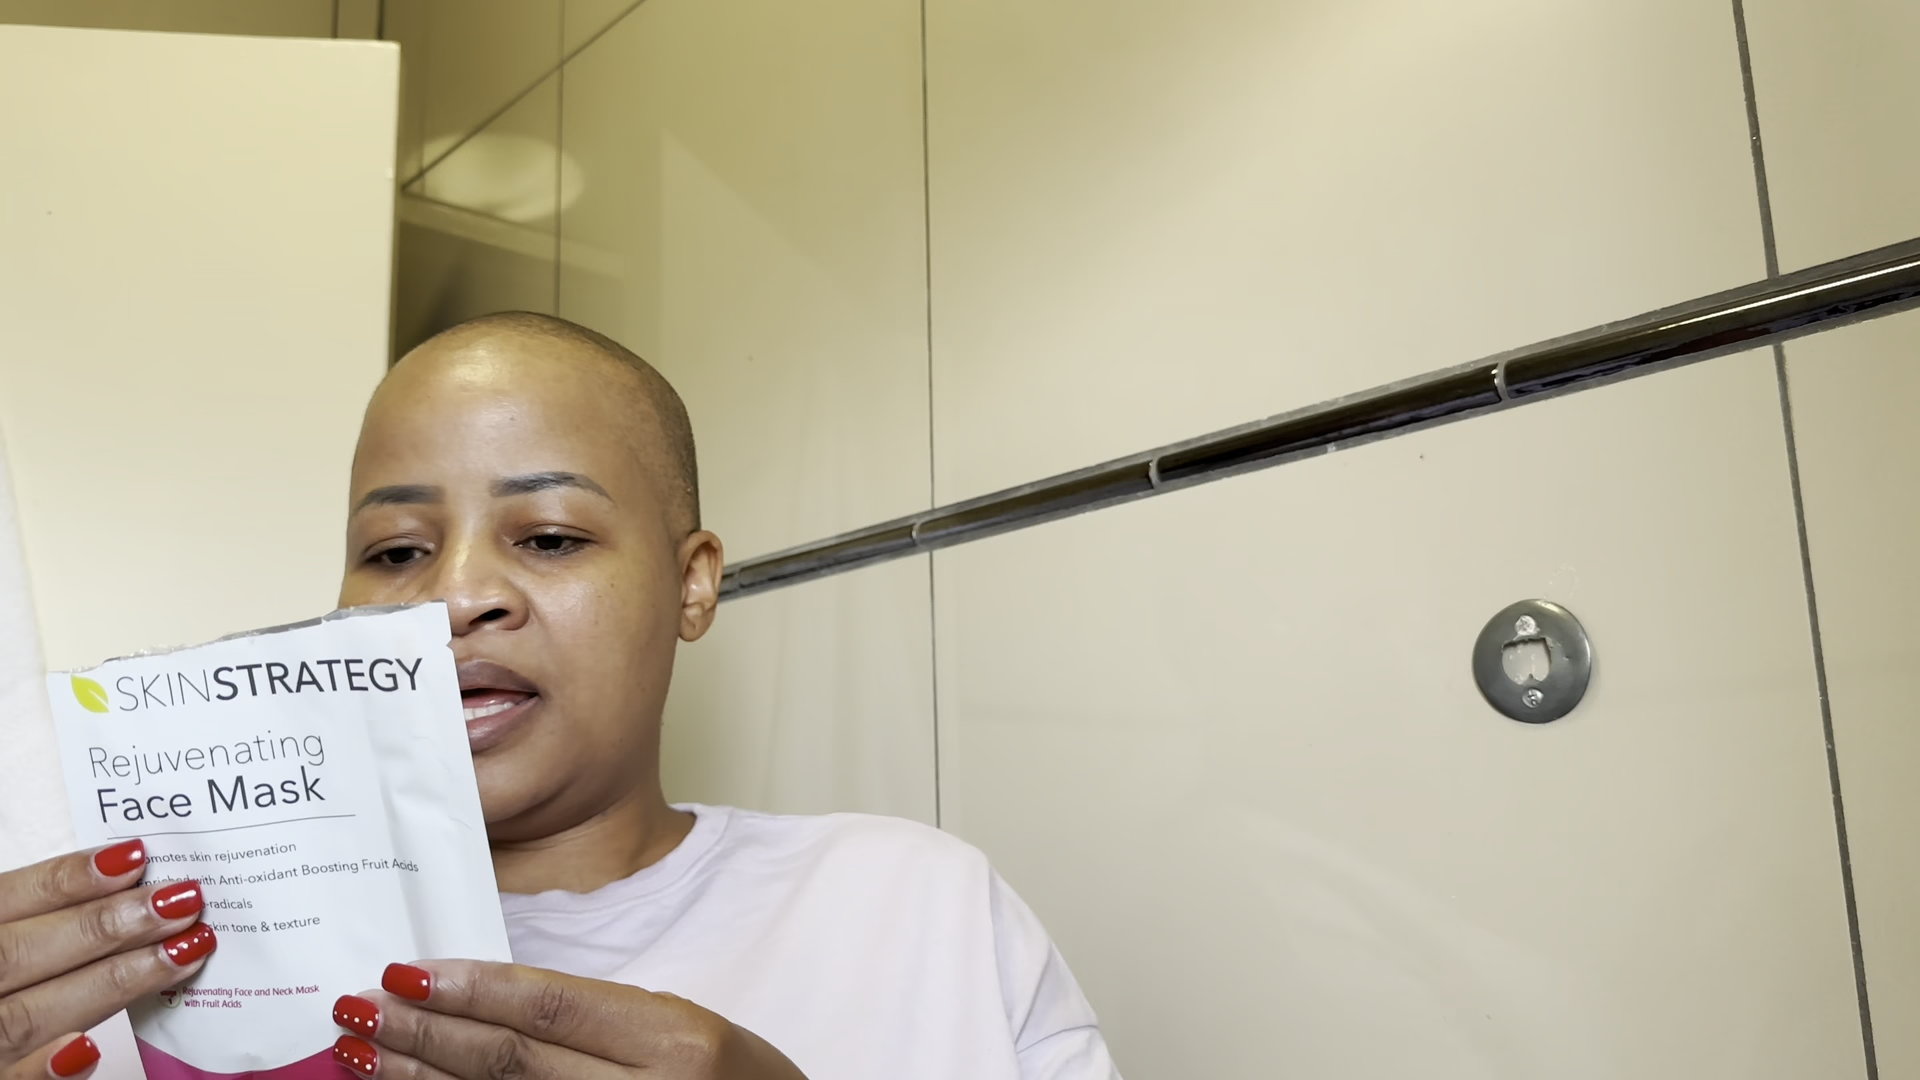 SKINSTRATEGY
Rejuvenating
Face Mask
skin rejuvenation
with Anti-oxidant Boosting Fruit Acids
radicals
skin tone & texture
Rejuvenating Face and Neck Mask
with Fruit Acids